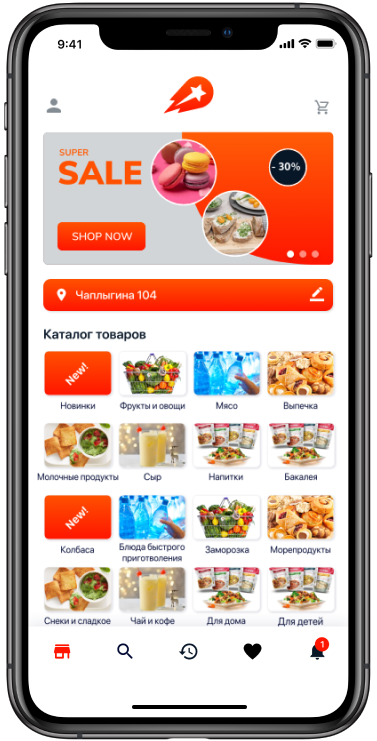 9:41
SUPER
SALE
- 30%
SHOP NOW
Чаплыгина 104
Каталог товаров
New!
Новинки
Фрукты и овощи
Мясо
Выпечка
Молочные продукты
Сыр
Напитки
Бакалея
New!
Колбаса
Блюда быстрого
приготволения
Заморозка
Морепродукты
Снеки и сладкое
Чай и кофе
Для дома
Для детей
1